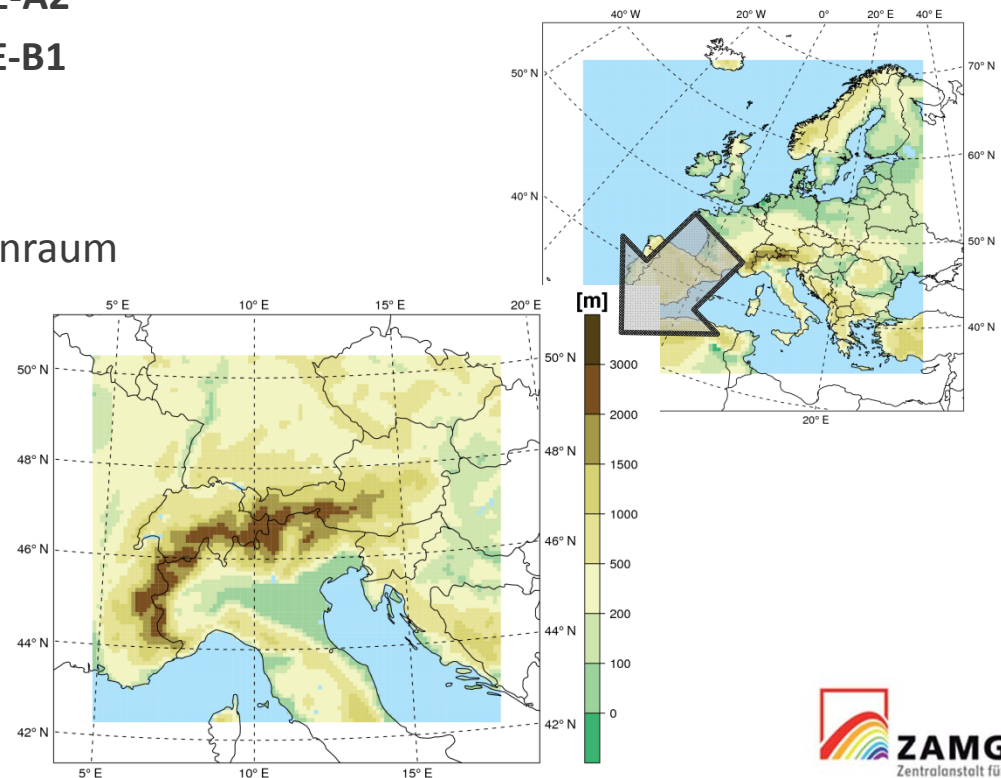 -A2
E-B1
nraum
40° W 20° W 0° 20° E 40° E
50° N
70° N
60° N
40° N
50° N
40° N
20° E
[m]
3000
2000
1500
1000
500
200
100
0
5° E 10° E 15° E 20° E
50° N 50° N
48° N 48° N
46° N 46° N
44° N 44° N
42° N 42° N
5° E 10° E 15° E
ZAMG
Zentralanstalt fü